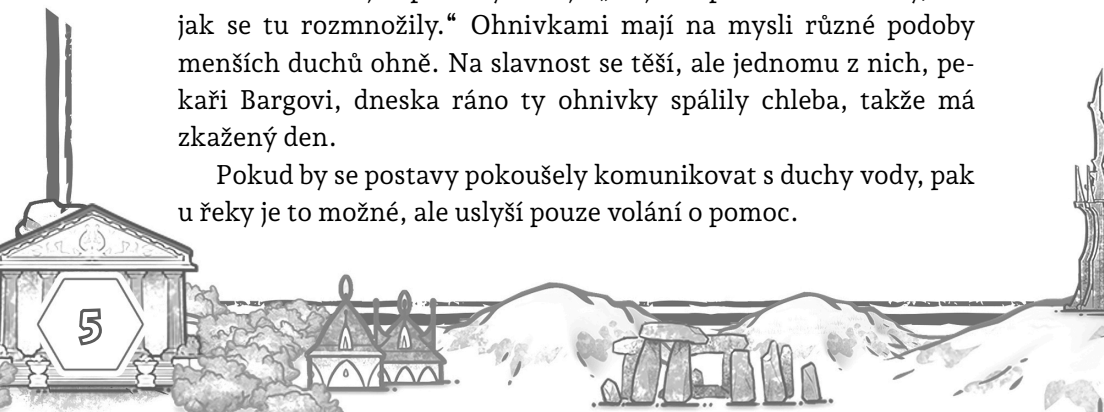 jak se tu rozmnožily.“ Ohnivkami mají na mysli různé podoby
menších duchů ohně. Na slavnost se těší, ale jednomu z nich, pe-
kaři Bargovi, dneska ráno ty ohnivky spálily chleba, takže má
zkažený den.
Pokud by se postavy pokoušely komunikovat s duchy vody, pak
u řeky je to možné, ale uslyší pouze volání o pomoc.
5